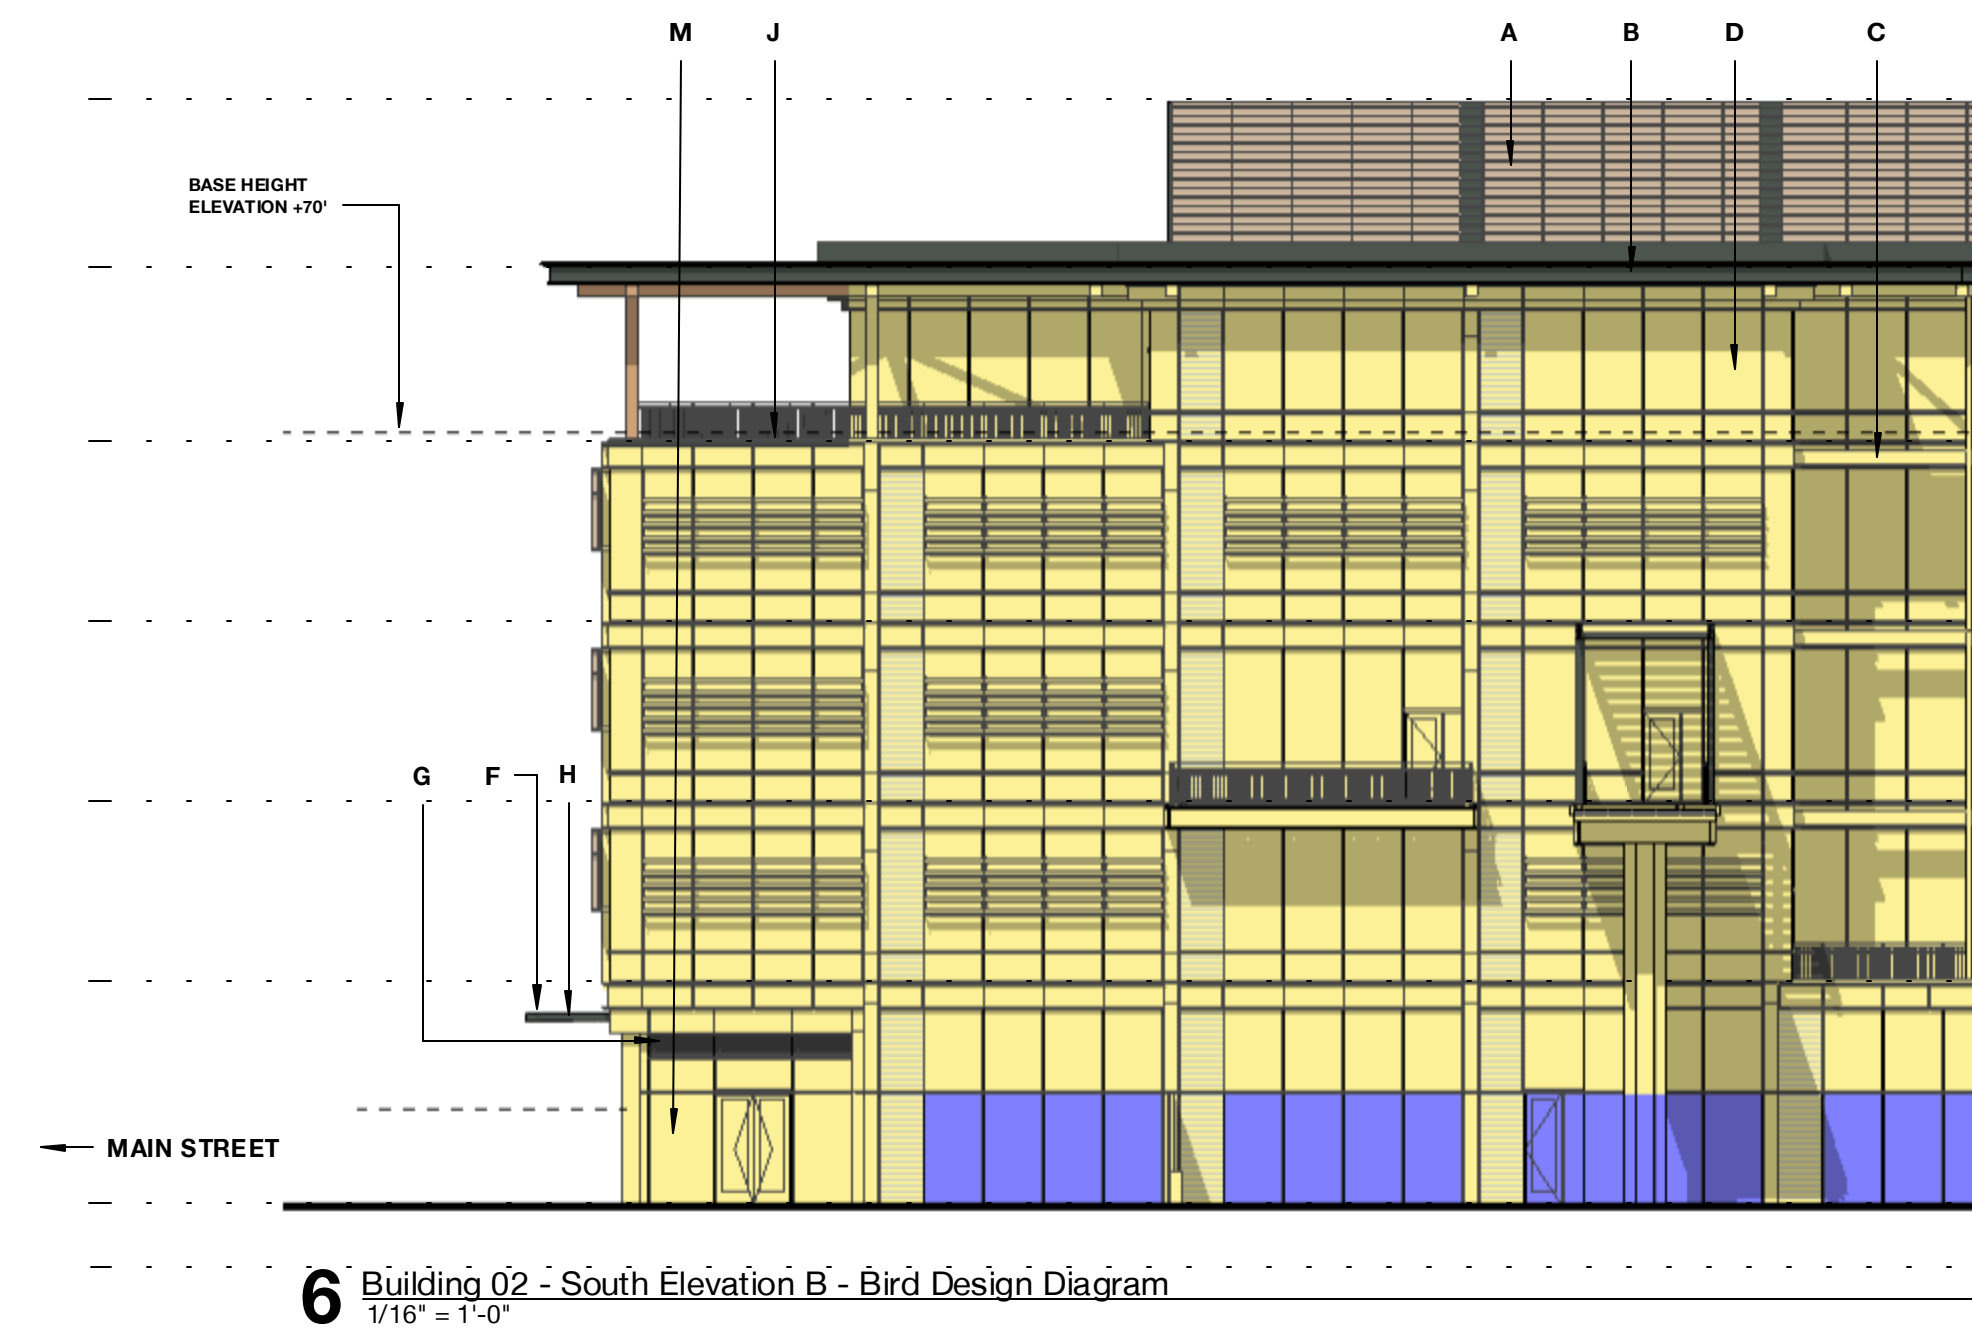 M J A B D C
BASE HEIGHT
ELEVATION +70'
G F H
MAIN STREET
6 Building 02 - South Elevation B - Bird Design Diagram
1/16" = 1'-0"